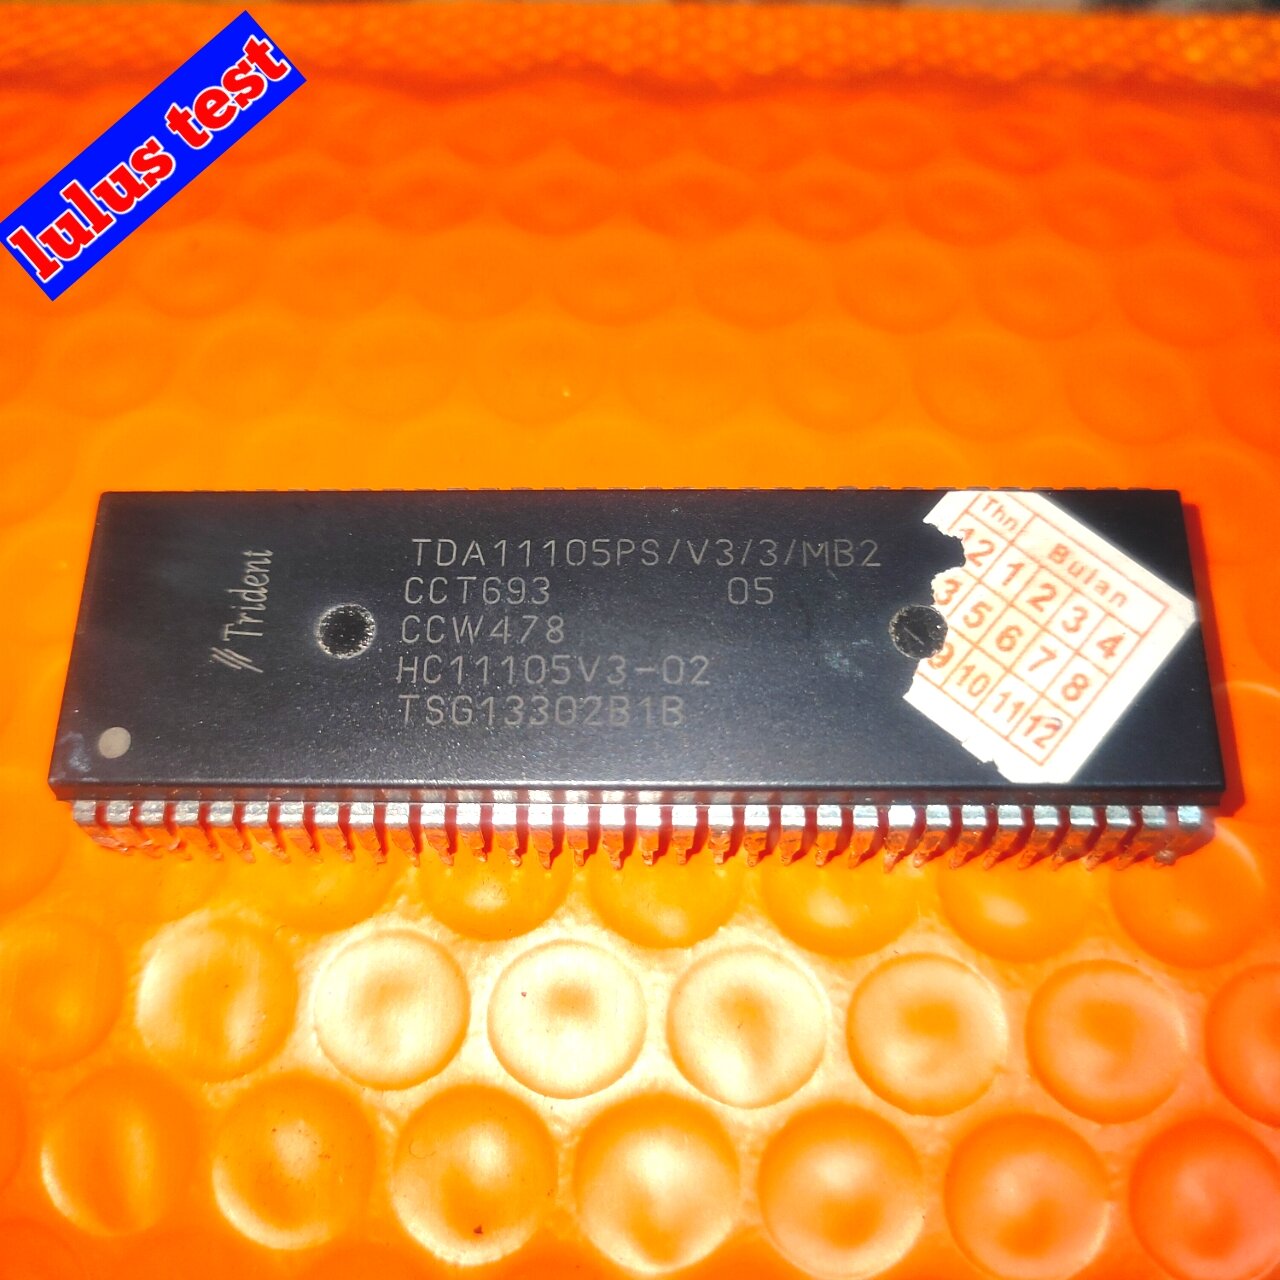 lulus test
Trident
TDA11105PS/V3/3/MB2
CCT693 05
CCW478
HC11105V3-02
TSG13302B1B
Thn Bulan
12 1 2 3 4
3 5 6 7 8
9 10 11 12